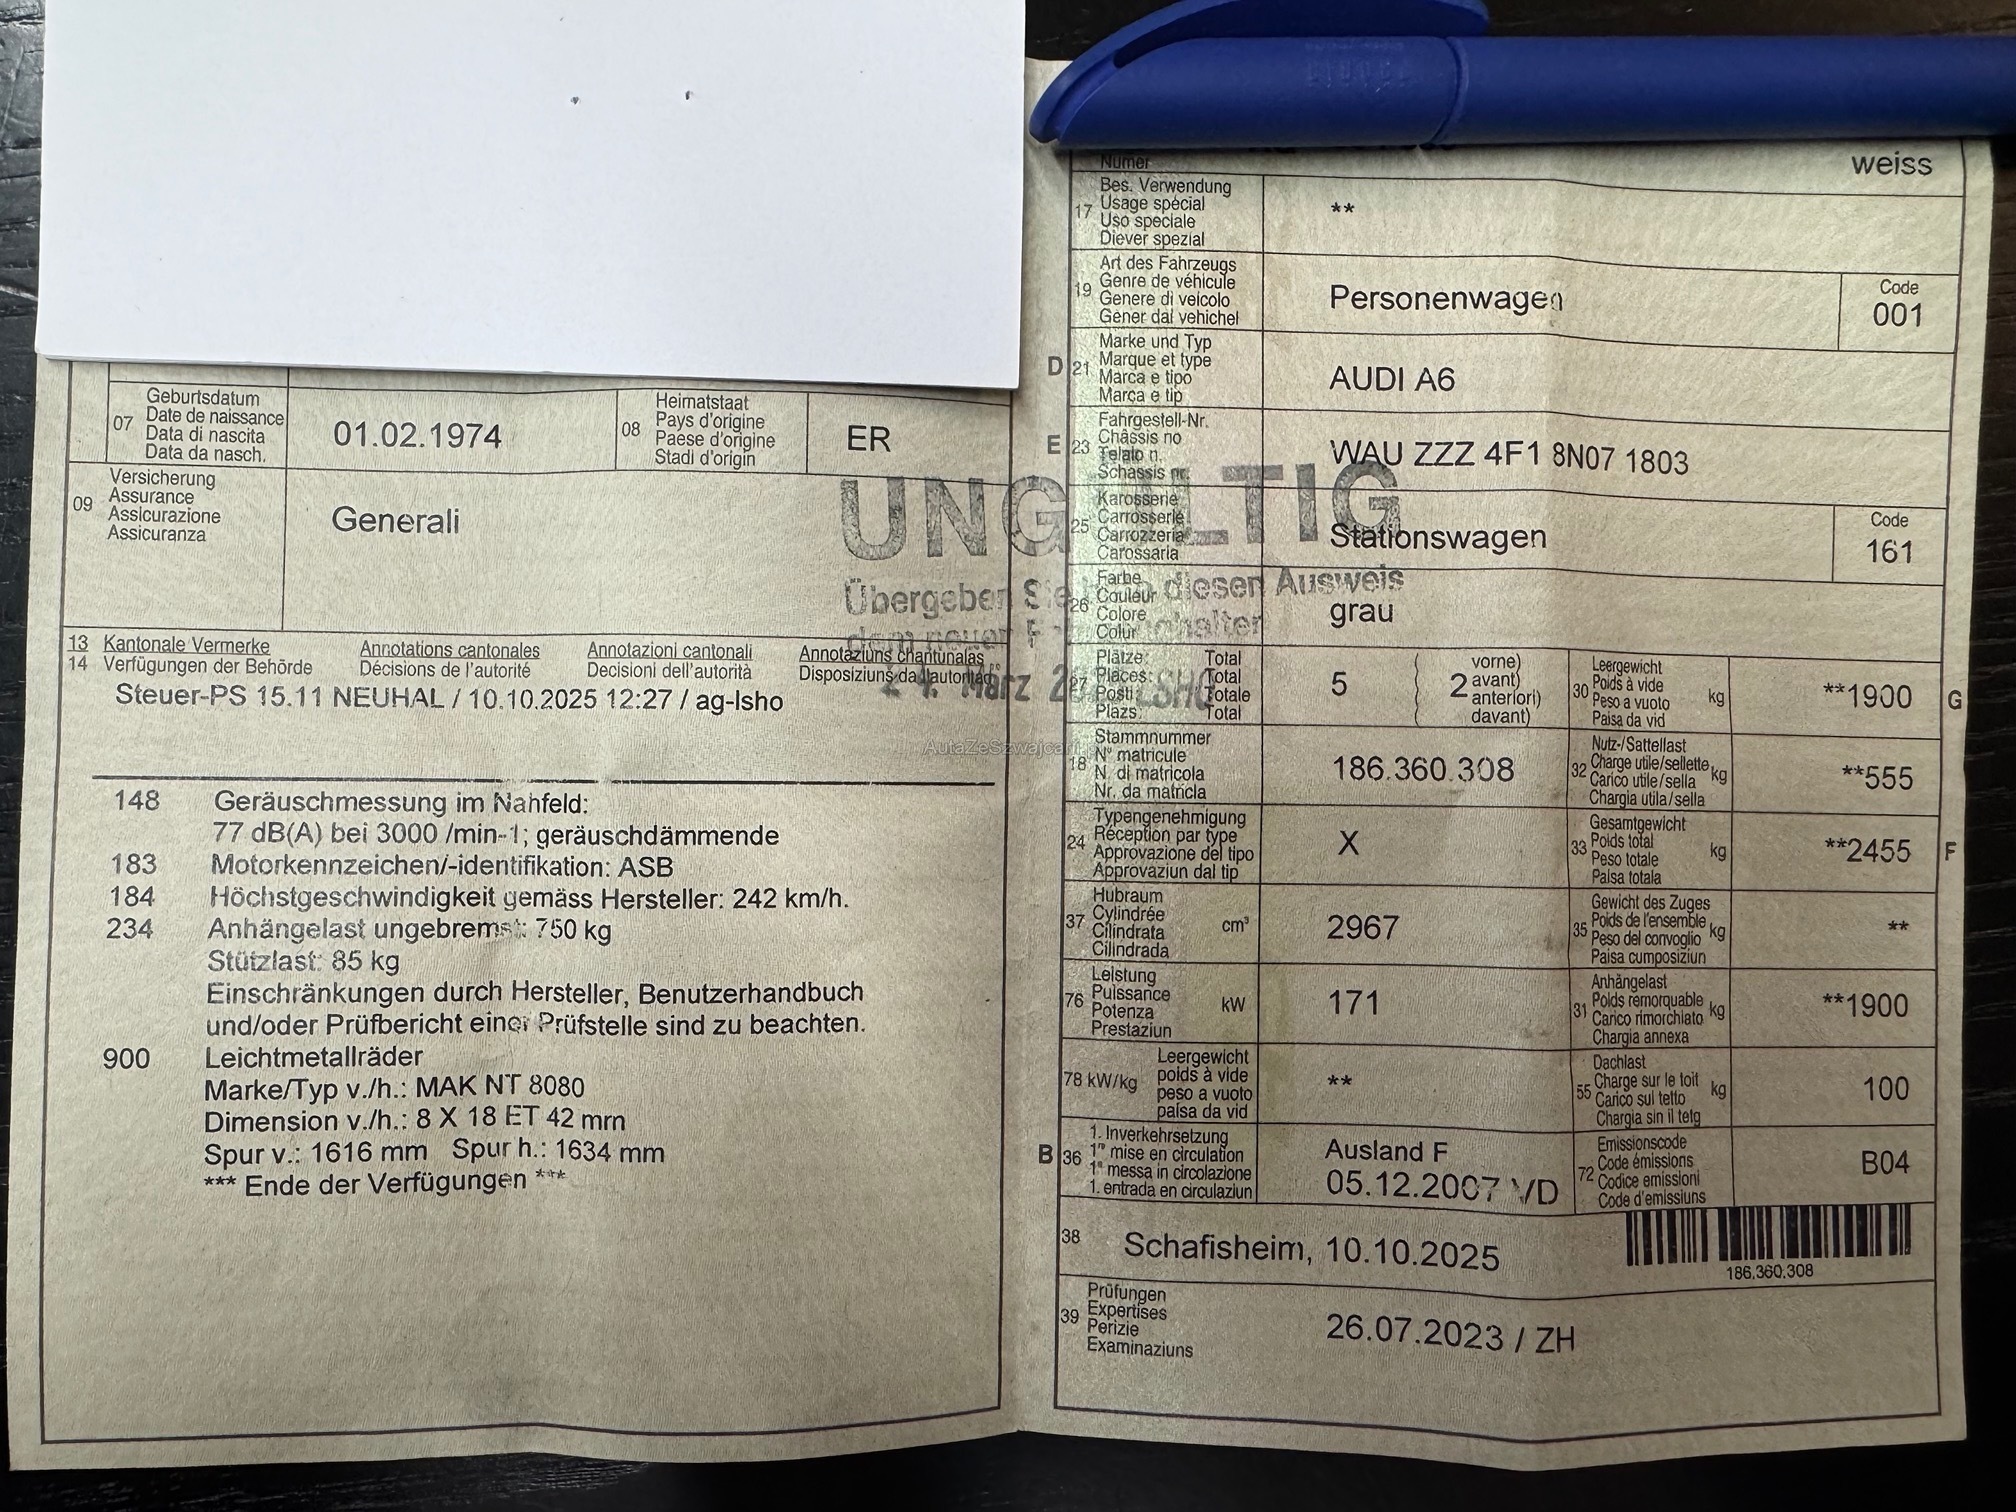 07
Geburtsdatum
Date de naissance
Data di nascita
Data da nasch.
01.02.1974
08
Heimatstaat
Pays d'origine
Paese d'origine
Stadi d'origin
ER
09
Versicherung
Assurance
Assicurazione
Assicuranza
Generali
13 Kantonale Vermerke Annotations cantonales Annotazioni cantonali Annotaziuns chantunalas
14 Verfügungen der Behörde Décisions de l'autorité Decisioni dell'autorità Disposiziuns da l'autoritad
Steuer-PS 15.11 NEUHAL / 10.10.2025 12:27 / ag-lsho
148 Geräuschmessung im Nahfeld:
77 dB(A) bei 3000 /min-1; geräuschdämmende
183 Motorkennzeichen/-identifikation: ASB
184 Höchstgeschwindigkeit gemäss Hersteller: 242 km/h.
234 Anhängelast ungebremst: 750 kg
Stützlast: 85 kg
Einschränkungen durch Hersteller, Benutzerhandbuch
und/oder Prüfbericht einer Prüfstelle sind zu beachten.
900 Leichtmetallräder
Marke/Typ v./h.: MAK NT 8080
Dimension v./h.: 8 X 18 ET 42 mm
Spur v.: 1616 mm Spur h.: 1634 mm
*** Ende der Verfügungen ***
UNGÜLTIG
Übergeben Sie diesen Ausweis
dem neuen
24. März
AutaZeSzwajcarii
Numer
weiss
17
Bes. Verwendung
Usage spécial
Uso speciale
Diever spezial
**
19
Art des Fahrzeugs
Genre de véhicule
Genere di veicolo
Gener dal vehichel
Personenwagen
Code
001
D 21
Marke und Typ
Marque et type
Marca e tipo
Marca e tip
AUDI A6
E 23
Fahrgestell-Nr.
Châssis no
Telaio n.
Schassis nr.
WAU ZZZ 4F1 8N07 1803
25
Karosserie
Carrosserie
Carrozzeria
Carossaria
Stationswagen
Code
161
26
Farbe
Couleur
Colore
Colur
grau
27
Plätze: Total
Places: Total
Posti: Totale
Plazs: Total
5
2
vorne)
avant)
anteriori)
davant)
30
Leergewicht
Poids à vide
Peso a vuoto
Paisa da vid
kg
**1900
G
18
Stammnummer
N° matricule
N. di matricola
Nr. da matricla
186.360.308
32
Nutz-/Sattellast
Charge utile/sellette
Carico utile/sella
Chargia utila/sella
kg
**555
24
Typengenehmigung
Réception par type
Approvazione del tipo
Approvaziun dal tip
X
33
Gesamtgewicht
Poids total
Peso totale
Paisa totala
kg
**2455
F
37
Hubraum
Cylindrée
Cilindrata
Cilindrada
cm³
2967
35
Gewicht des Zuges
Poids de l'ensemble
Peso del convoglio
Paisa cumposiziun
kg
**
76
Leistung
Puissance
Potenza
Prestaziun
kW
171
31
Anhängelast
Poids remorquable
Carico rimorchiato
Chargia annexa
kg
**1900
78 kW/kg
Leergewicht
poids à vide
peso a vuoto
paisa da vid
**
55
Dachlast
Charge sur le toit
Carico sul tetto
Chargia sin il tetg
kg
100
B 36
1. Inverkehrsetzung
1re mise en circulation
1a messa in circolazione
1. entrada en circulaziun
Ausland F
05.12.2007 VD
72
Emissionscode
Code émissions
Codice emissioni
Code d'emissiuns
B04
38
Schafisheim, 10.10.2025
186.360.308
39
Prüfungen
Expertises
Perizie
Examinaziuns
26.07.2023 / ZH